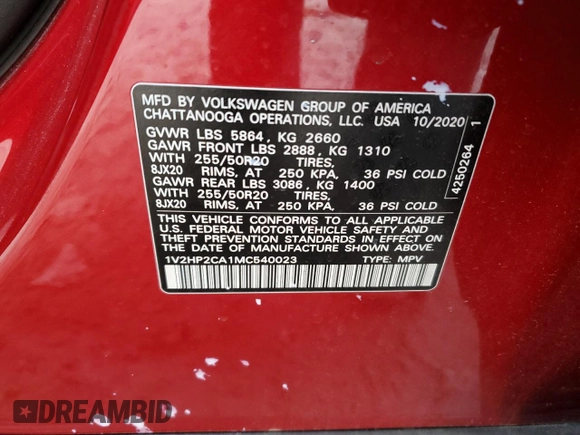 MFD BY VOLKSWAGEN GROUP OF AMERICA
CHATTANOOGA OPERATIONS, LLC. USA 10/2020
GVWR LBS 5864, KG 2660
GAWR FRONT LBS 2888, KG 1310
WITH 255/50R20 TIRES,
8JX20 RIMS, AT 250 KPA, 36 PSI COLD
GAWR REAR LBS 3086, KG 1400
WITH 255/50R20 TIRES,
8JX20 RIMS, AT 250 KPA, 36 PSI COLD
THIS VEHICLE CONFORMS TO ALL APPLICABLE
U.S. FEDERAL MOTOR VEHICLE SAFETY AND
THEFT PREVENTION STANDARDS IN EFFECT ON
THE DATE OF MANUFACTURE SHOWN ABOVE.
1V2HP2CA1MC540023 TYPE: MPV
4250264 1
DREAMBID